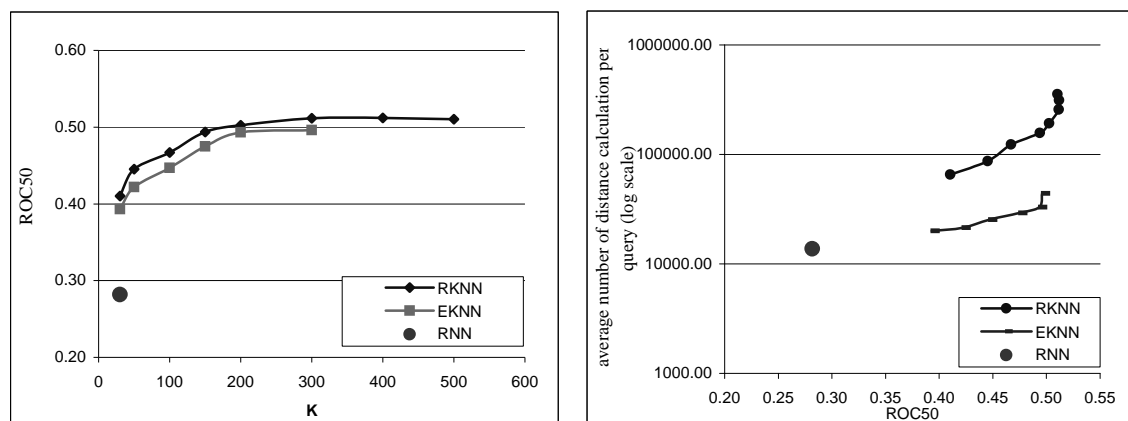 0.60
0.50
0.40
0.30
0.20
ROC50
0 100 200 300 400 500 600
K
RKNN
EKNN
RNN
1000000.00
100000.00
10000.00
1000.00
average number of distance calculation per
query (log scale)
0.20 0.25 0.30 0.35 0.40 0.45 0.50 0.55
ROC50
RKNN
EKNN
RNN